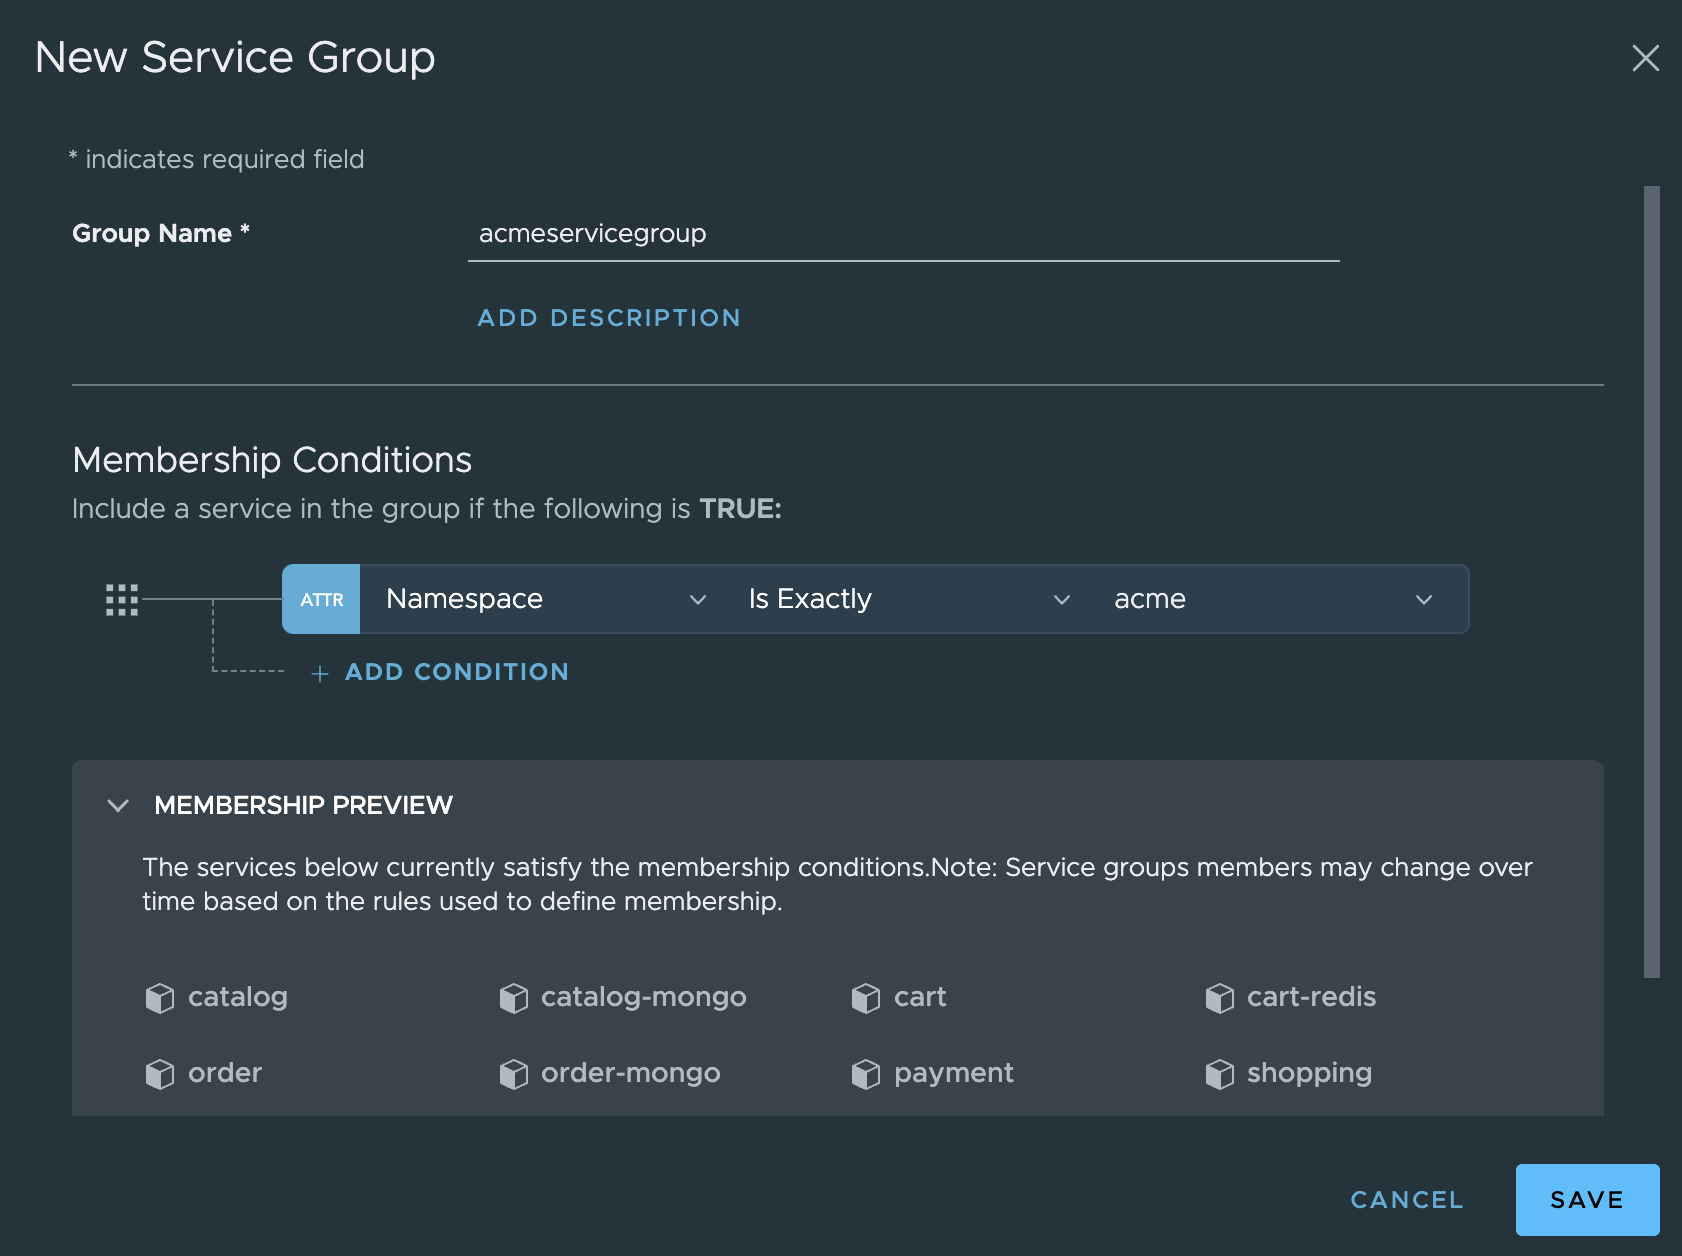 New Service Group
* indicates required field
Group Name *
acmeservicegroup
ADD DESCRIPTION
Membership Conditions
Include a service in the group if the following is TRUE:
ATTR Namespace Is Exactly acme
+ ADD CONDITION
MEMBERSHIP PREVIEW
The services below currently satisfy the membership conditions.Note: Service groups members may change over
time based on the rules used to define membership.
catalog catalog-mongo cart cart-redis
order order-mongo payment shopping
CANCEL SAVE